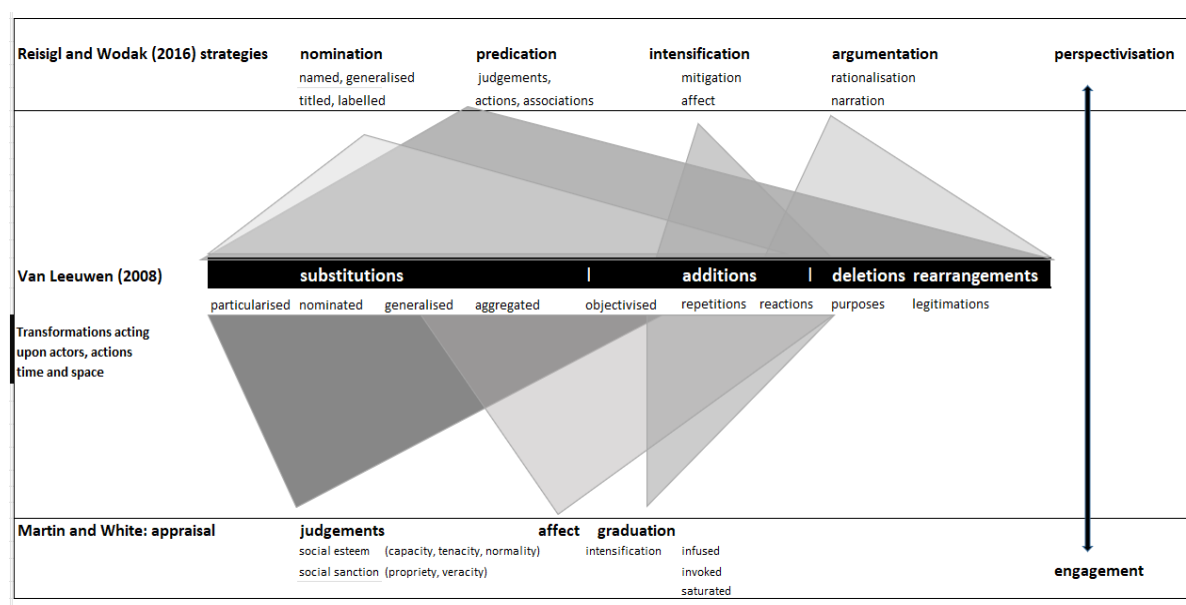 Reisigl and Wodak (2016) strategies nomination predication intensification argumentation perspectivisation
named, generalised judgements, mitigation rationalisation
titled, labelled actions, associations affect narration
Van Leeuwen (2008) substitutions | additions | deletions rearrangements
particularised nominated generalised aggregated objectivised repetitions reactions purposes legitimations
Transformations acting
upon actors, actions
time and space
Martin and White: appraisal judgements affect graduation
social esteem (capacity, tenacity, normality) intensification infused
social sanction (propriety, veracity) invoked engagement
saturated